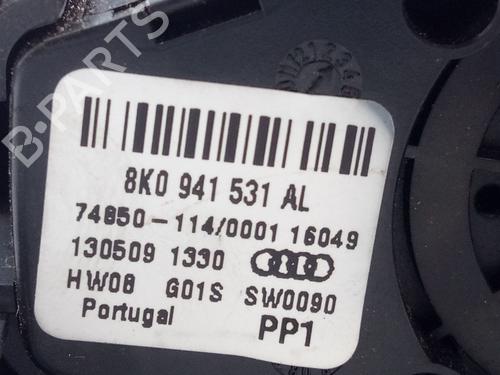 8K0 941 531 AL
74850-114/0001 16049
130509 1330
HW08 G01S SW0090
Portugal PP1
B-PARTS